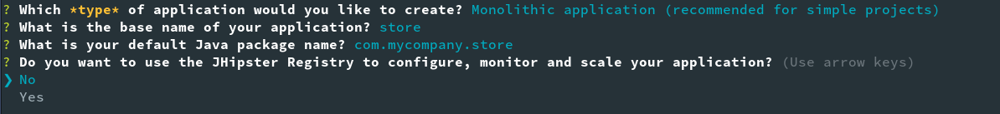 ? Which *type* of application would you like to create? Monolithic application (recommended for simple projects)
? What is the base name of your application? store
? What is your default Java package name? com.mycompany.store
? Do you want to use the JHipster Registry to configure, monitor and scale your application? (Use arrow keys)
❯ No
Yes